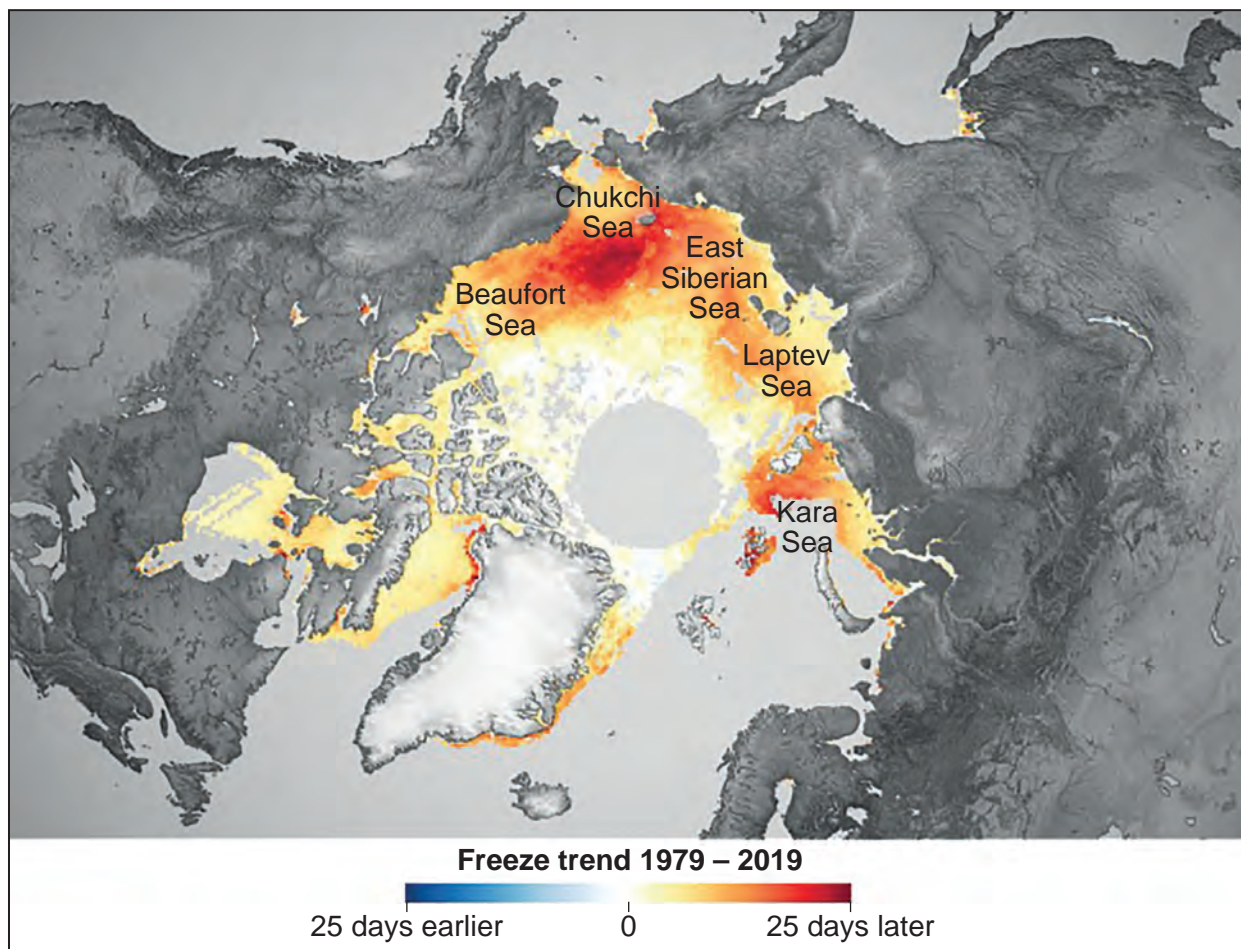 Chukchi
Sea
East
Siberian
Sea
Beaufort
Sea
Laptev
Sea
Kara
Sea
Freeze trend 1979 – 2019
25 days earlier 0 25 days later